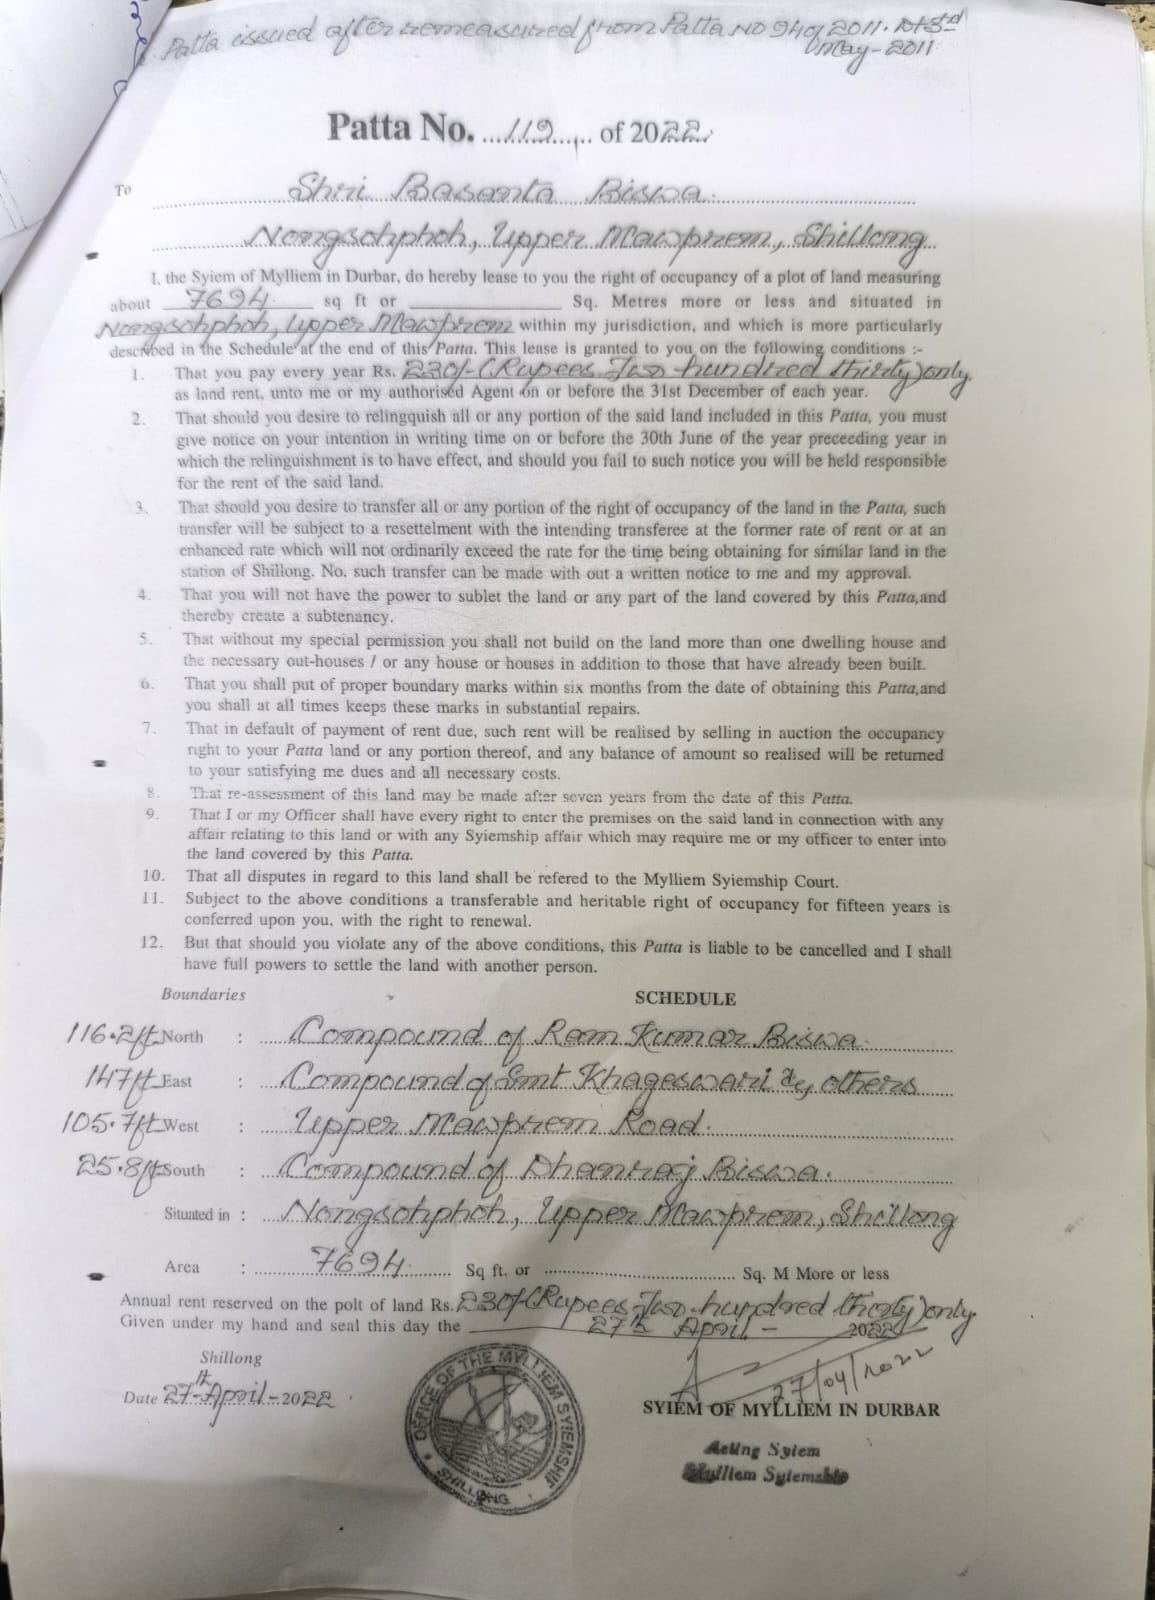 Patta issued after remeasured from Patta NO 94 of 2011. Dt 3rd
May-2011
Patta No. 119 of 2022
To Shri Basanta Biswa.
Nongsohphoh, Upper Mawprem, Shillong
I, the Syiem of Mylliem in Durbar, do hereby lease to you the right of occupancy of a plot of land measuring
about 7694 sq ft or Sq. Metres more or less and situated in
Nongsohphoh, Upper Mawprem within my jurisdiction, and which is more particularly
described in the Schedule at the end of this Patta. This lease is granted to you on the following conditions :-
1. That you pay every year Rs. 230/-(Rupees Two hundred thirty) only
as land rent, unto me or my authorised Agent on or before the 31st December of each year.
2. That should you desire to relingquish all or any portion of the said land included in this Patta, you must
give notice on your intention in writing time on or before the 30th June of the year preceeding year in
which the relinguishment is to have effect, and should you fail to such notice you will be held responsible
for the rent of the said land.
3. That should you desire to transfer all or any portion of the right of occupancy of the land in the Patta, such
transfer will be subject to a resettelment with the intending transferee at the former rate of rent or at an
enhanced rate which will not ordinarily exceed the rate for the time being obtaining for similar land in the
station of Shillong. No. such transfer can be made with out a written notice to me and my approval.
4. That you will not have the power to sublet the land or any part of the land covered by this Patta,and
thereby create a subtenancy.
5. That without my special permission you shall not build on the land more than one dwelling house and
the necessary out-houses / or any house or houses in addition to those that have already been built.
6. That you shall put of proper boundary marks within six months from the date of obtaining this Patta,and
you shall at all times keeps these marks in substantial repairs.
7. That in default of payment of rent due, such rent will be realised by selling in auction the occupancy
right to your Patta land or any portion thereof, and any balance of amount so realised will be returned
to your satisfying me dues and all necessary costs.
8. That re-assessment of this land may be made after seven years from the date of this Patta.
9. That I or my Officer shall have every right to enter the premises on the said land in connection with any
affair relating to this land or with any Syiemship affair which may require me or my officer to enter into
the land covered by this Patta.
10. That all disputes in regard to this land shall be refered to the Mylliem Syiemship Court.
11. Subject to the above conditions a transferable and heritable right of occupancy for fifteen years is
conferred upon you, with the right to renewal.
12. But that should you violate any of the above conditions, this Patta is liable to be cancelled and I shall
have full powers to settle the land with another person.
Boundaries SCHEDULE
116.2ft North : Compound of Ram Kumar Biswa.
147ft East : Compound of Smt Khageswari & others
105.7ft West : Upper Mawprem Road.
25.8ft South : Compound of Dhanraj Biswa.
Situated in : Nongsohphoh, Upper Mawprem, Shillong
Area : 7694 Sq ft. or Sq. M More or less
Annual rent reserved on the polt of land Rs. 230/-(Rupees Two hundred thirty) only
Given under my hand and seal this day the 27th April - 2022
Shillong
Date 27th-April-2022
27/04/2022
SYIEM OF MYLLIEM IN DURBAR
Acting Syiem
Mylliem Syiemship
OFFICE OF THE MYLLIEM SYIEMSHIP
SHILLONG